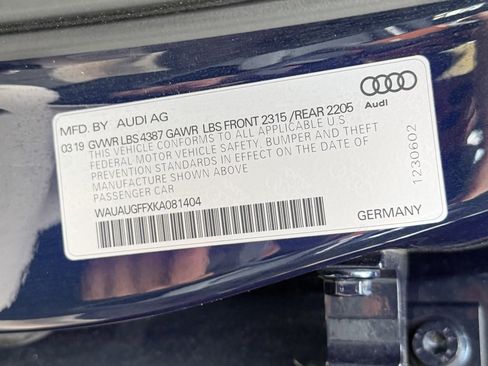 MFD. BY AUDI AG
Audi
0319 GVWR LBS 4387 GAWR LBS FRONT 2315 /REAR 2205
THIS VEHICLE CONFORMS TO ALL APPLICABLE U.S
FEDERAL MOTOR VEHICLE SAFETY, BUMPER, AND THEFT
PREVENTION STANDARDS IN EFFECT ON THE DATE OF
MANUFACTURE SHOWN ABOVE
PASSENGER CAR
WAUAUGFFXKA081404
GERMANY
1230602